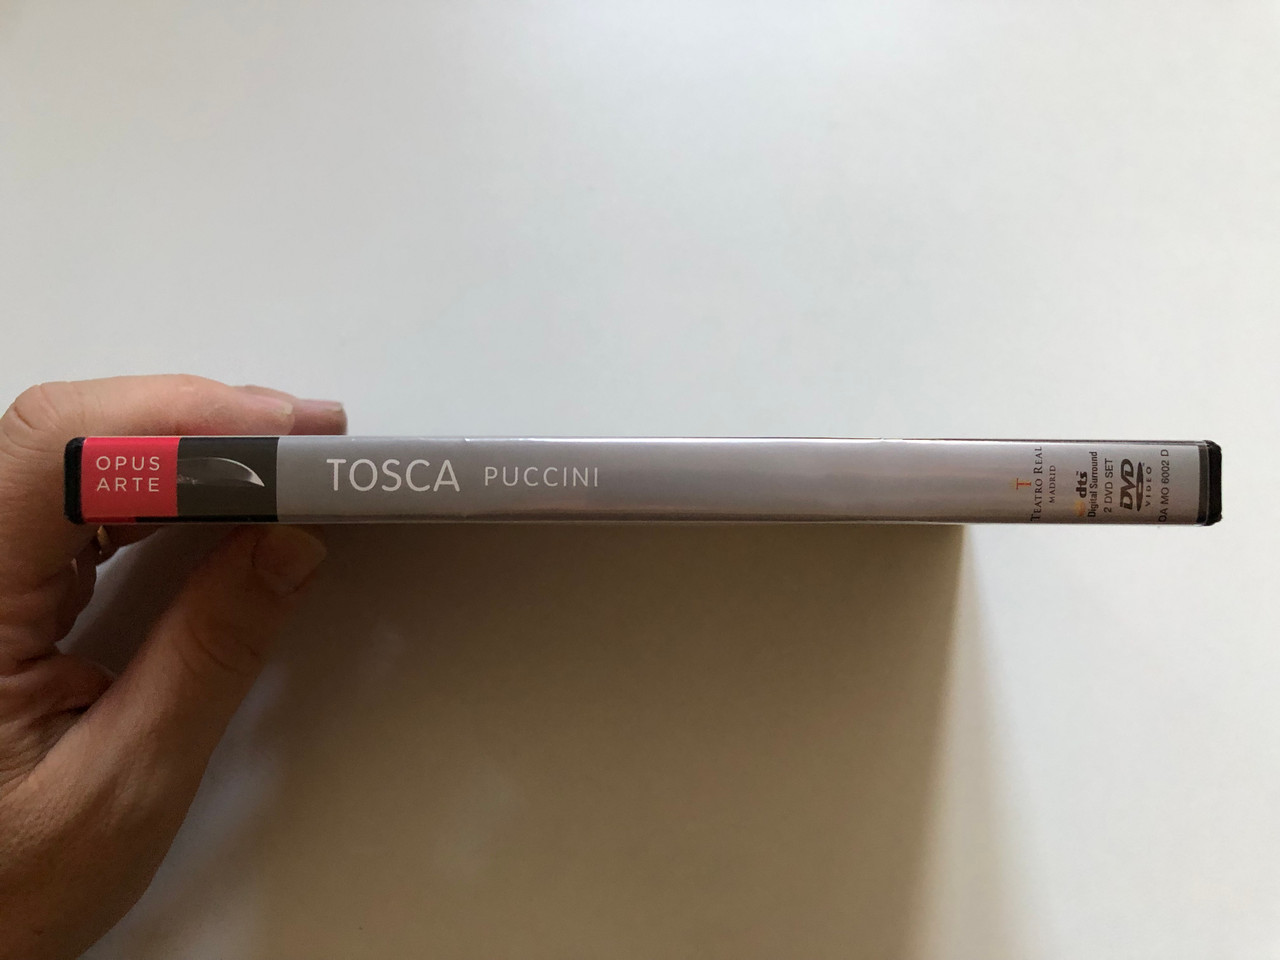 OPUS
ARTE
TOSCA PUCCINI
T
TEATRO REAL
MADRID
dts
Digital Surround
2 DVD SET
DVD
VIDEO
OA MO 6002 D